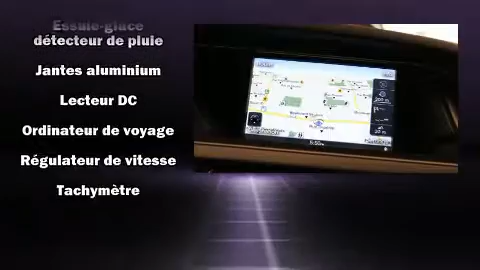 Essuie-glace
détecteur de pluie
Jantes aluminium
Lecteur DC
Ordinateur de voyage
Régulateur de vitesse
Tachymètre